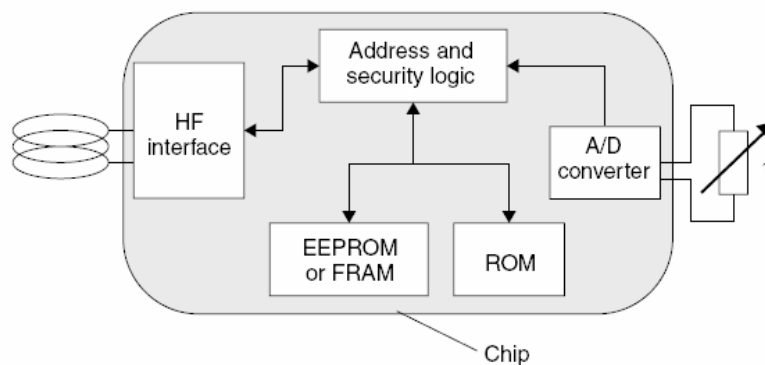 Address and
security logic
HF
interface
A/D
converter
EEPROM
or FRAM
ROM
Chip